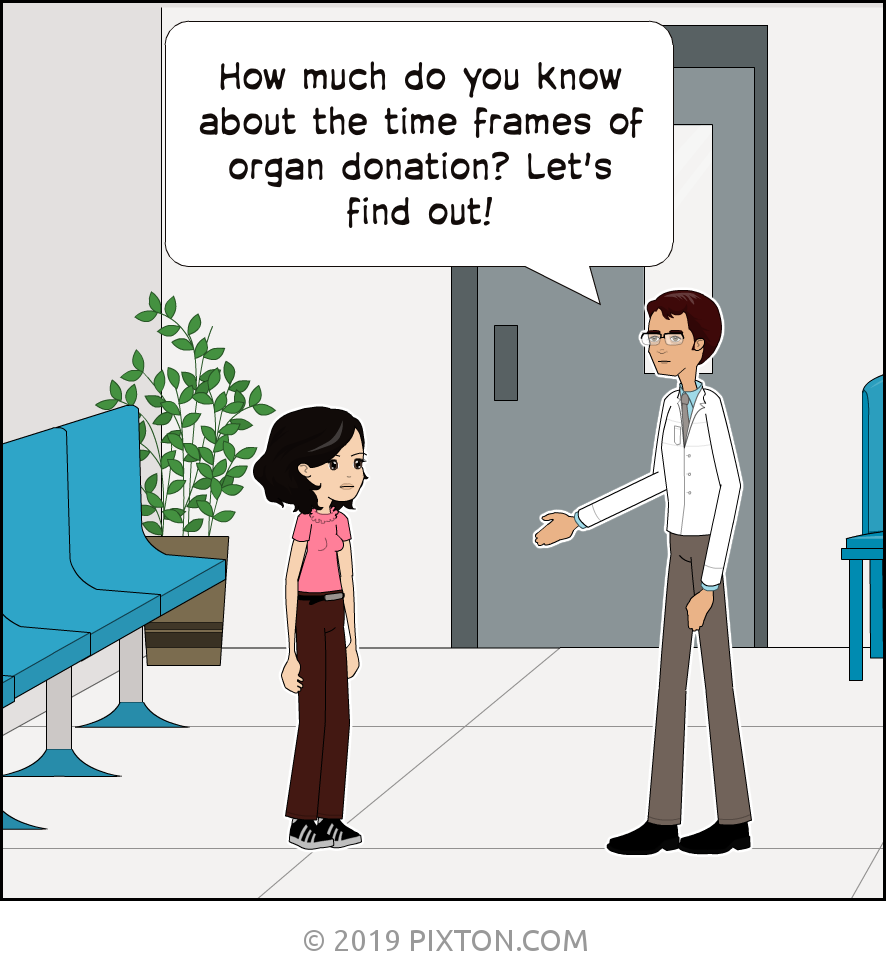 How much do you know
about the time frames of
organ donation? Let's
find out!
© 2019 PIXTON.COM